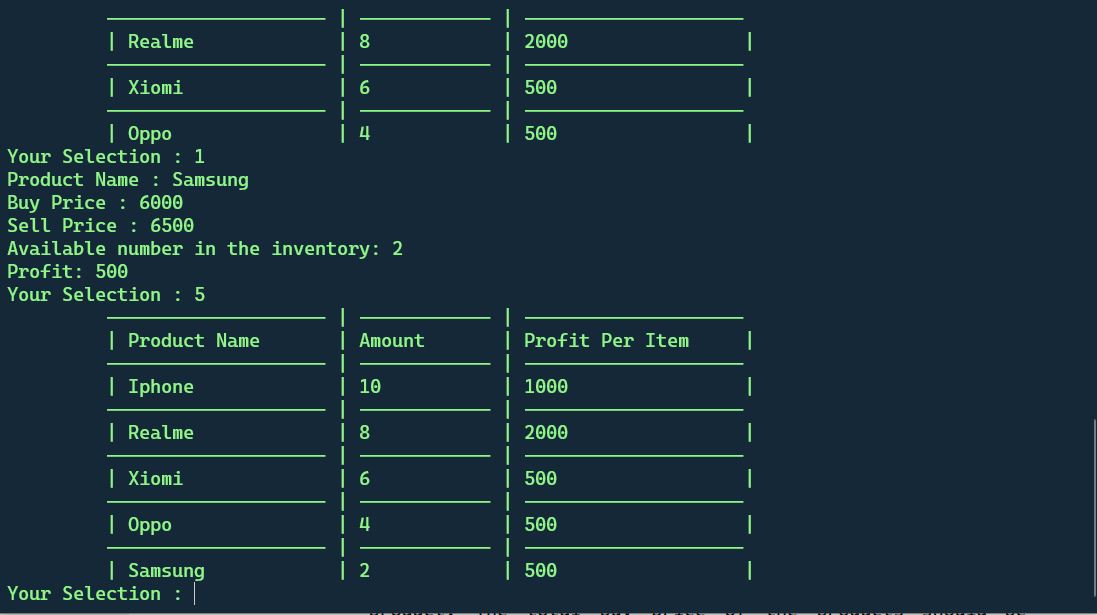 | Realme | 8 | 2000 |
| Xiomi | 6 | 500 |
| Oppo | 4 | 500 |
Your Selection : 1
Product Name : Samsung
Buy Price : 6000
Sell Price : 6500
Available number in the inventory: 2
Profit: 500
Your Selection : 5
| Product Name | Amount | Profit Per Item |
| Iphone | 10 | 1000 |
| Realme | 8 | 2000 |
| Xiomi | 6 | 500 |
| Oppo | 4 | 500 |
| Samsung | 2 | 500 |
Your Selection :